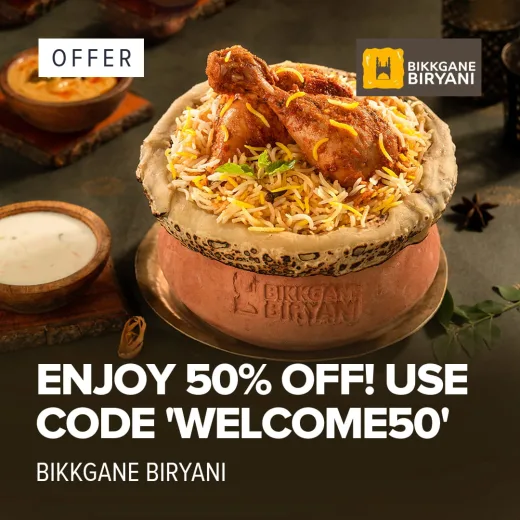 OFFER
BIKKGANE
BIRYANI
BIKKGANE
BIRYANI
ENJOY 50% OFF! USE
CODE 'WELCOME50'
BIKKGANE BIRYANI